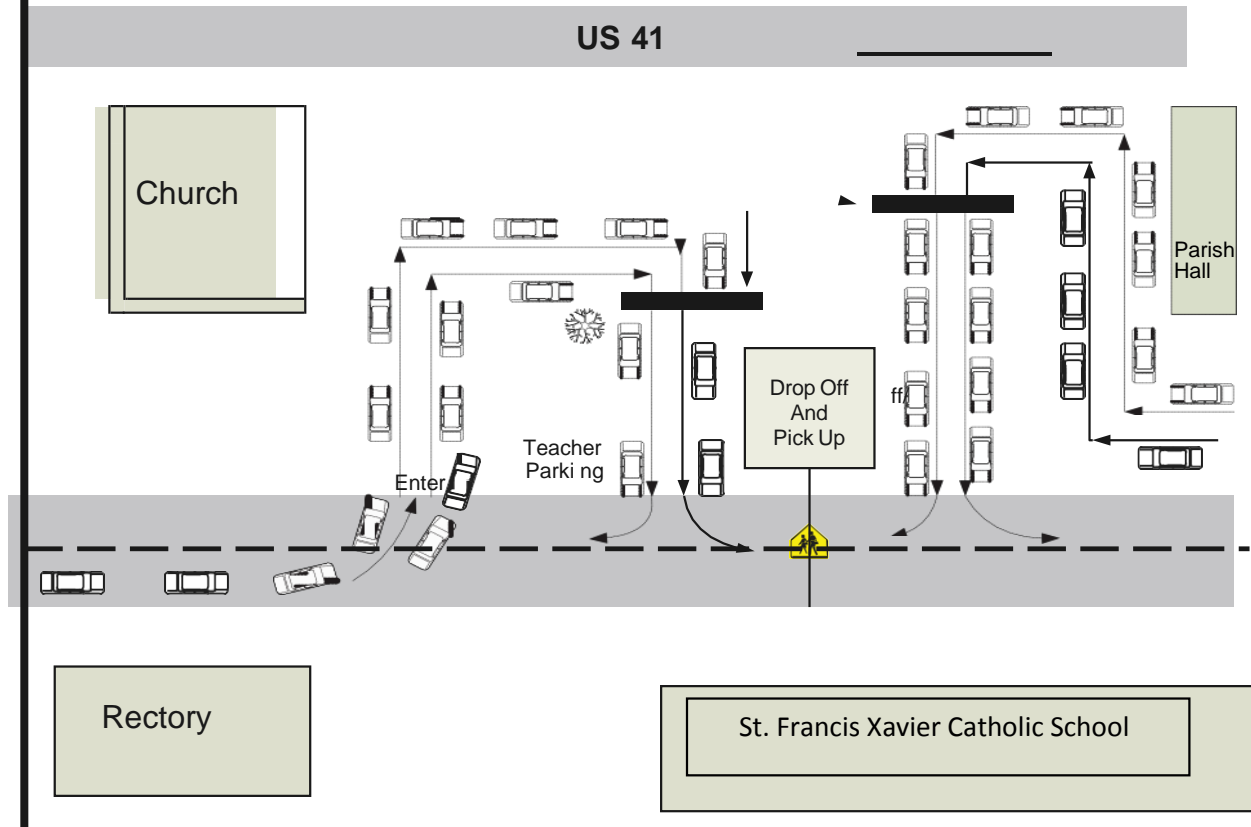 US 41
Church
Parish
Hall
Drop Off
And
Pick Up
ff/
Teacher
Parki ng
Enter
Rectory
St. Francis Xavier Catholic School